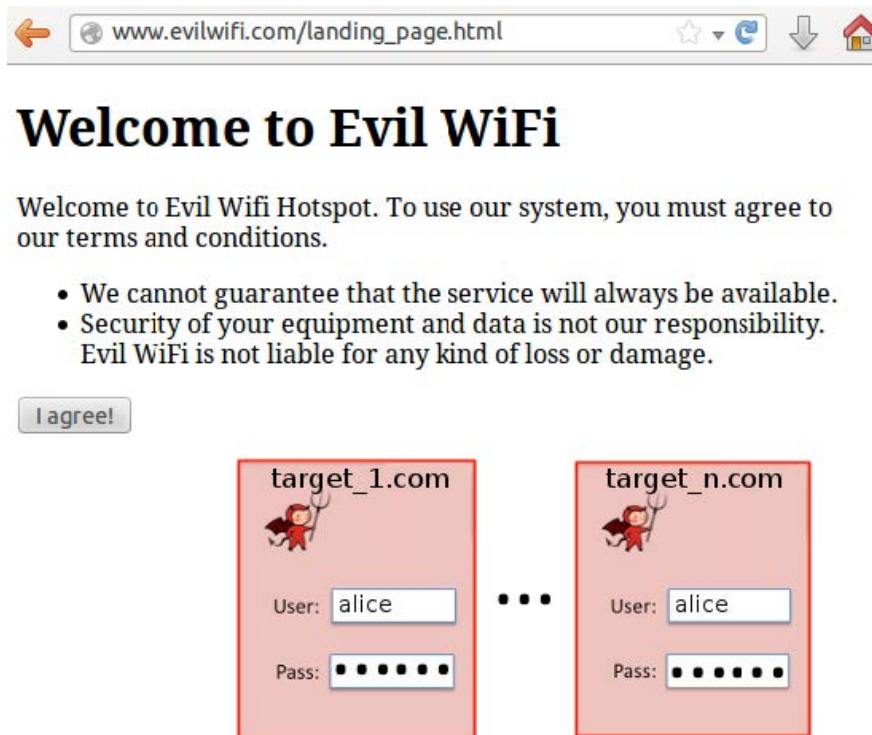 www.evilwifi.com/landing_page.html
Welcome to Evil WiFi
Welcome to Evil Wifi Hotspot. To use our system, you must agree to
our terms and conditions.
• We cannot guarantee that the service will always be available.
• Security of your equipment and data is not our responsibility.
Evil WiFi is not liable for any kind of loss or damage.
I agree!
target_1.com
User: alice
Pass: ••••••
...
target_n.com
User: alice
Pass: ••••••